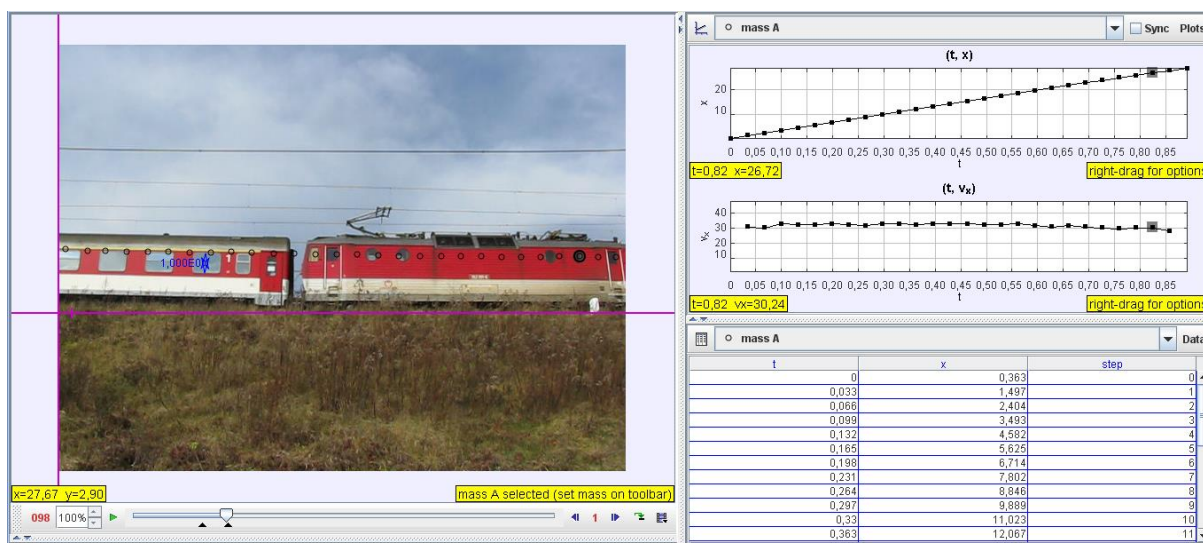 mass A
Sync Plots
(t, x)
20
10
x
0 0,05 0,10 0,15 0,20 0,25 0,30 0,35 0,40 0,45 0,50 0,55 0,60 0,65 0,70 0,75 0,80 0,85
t
t=0,82 x=26,72
right-drag for options
(t, vx)
40
30
20
10
vx
0 0,05 0,10 0,15 0,20 0,25 0,30 0,35 0,40 0,45 0,50 0,55 0,60 0,65 0,70 0,75 0,80 0,85
t
t=0,82 vx=30,24
right-drag for options
1
x=27,67 y=2,90
mass A selected (set mass on toolbar)
098 100% 1
mass A
Data
t x step
0 0,363 0
0,033 1,497 1
0,066 2,404 2
0,099 3,493 3
0,132 4,582 4
0,165 5,625 5
0,198 6,714 6
0,231 7,802 7
0,264 8,846 8
0,297 9,889 9
0,33 11,023 10
0,363 12,067 11